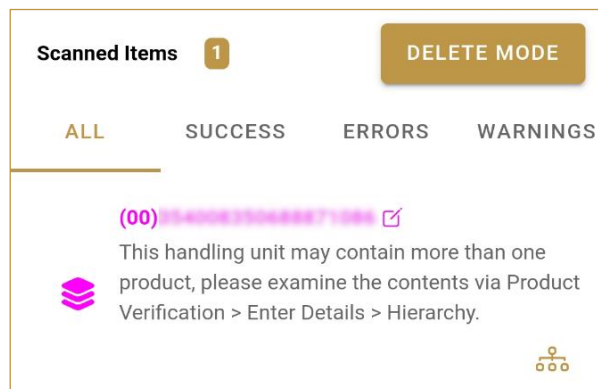 Scanned Items 1
DELETE MODE
ALL SUCCESS ERRORS WARNINGS
(00)
This handling unit may contain more than one
product, please examine the contents via Product
Verification > Enter Details > Hierarchy.